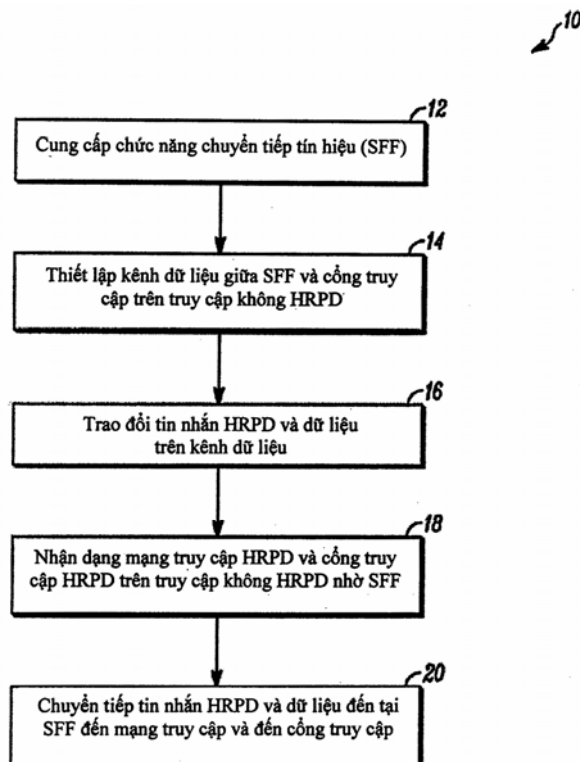 10
12
Cung cấp chức năng chuyển tiếp tín hiệu (SFF)
14
Thiết lập kênh dữ liệu giữa SFF và cổng truy
cập trên truy cập không HRPD
16
Trao đổi tin nhắn HRPD và dữ liệu
trên kênh dữ liệu
18
Nhận dạng mạng truy cập HRPD và cổng truy
cập HRPD trên truy cập không HRPD nhờ SFF
20
Chuyển tiếp tin nhắn HRPD và dữ liệu đến tại
SFF đến mạng truy cập và đến cổng truy cập